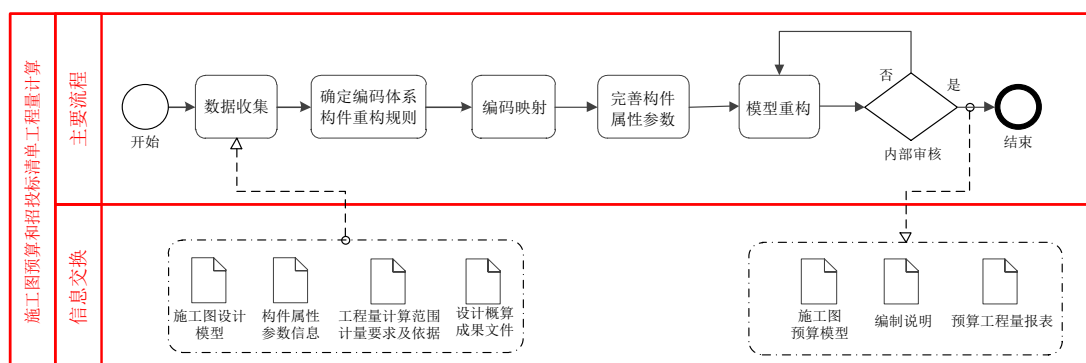 施工图预算和招投标清单工程量计算
主要流程
开始
数据收集
确定编码体系
构件重构规则
编码映射
完善构件
属性参数
模型重构
否
是
内部审核
结束
信息交换
施工图设计
模型
构件属性
参数信息
工程量计算范围
计量要求及依据
设计概算
成果文件
施工图
预算模型
编制说明
预算工程量报表